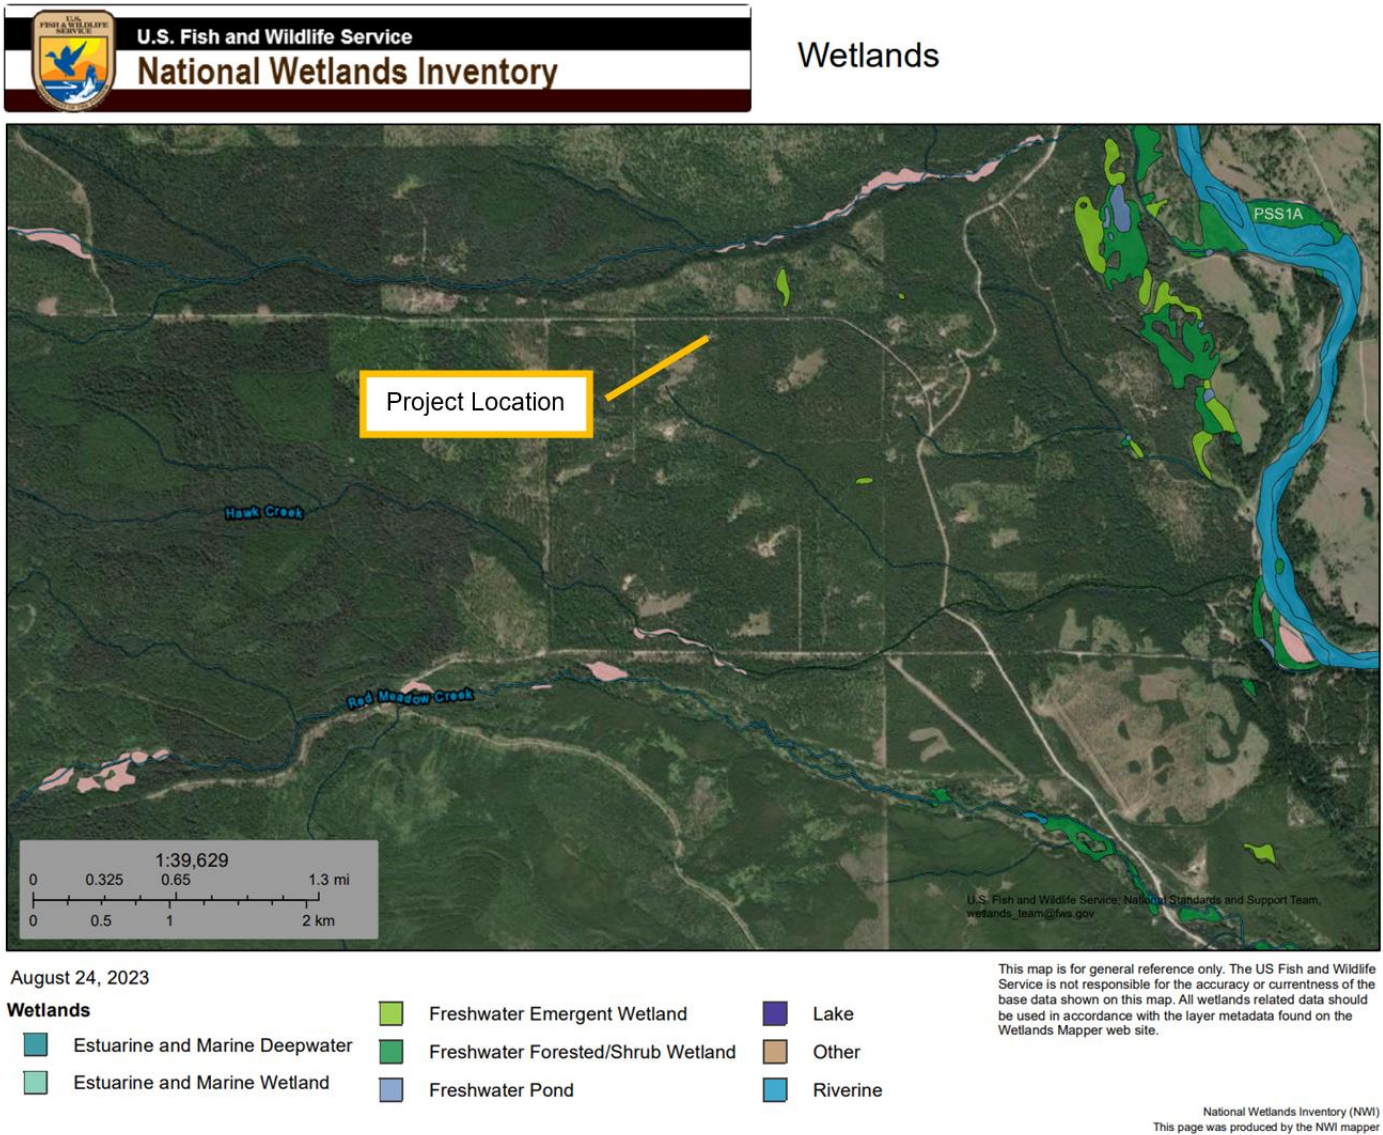 U.S.
FISH & WILDLIFE
SERVICE
U.S. Fish and Wildlife Service
National Wetlands Inventory
Wetlands
PSS1A
Project Location
Hawk Creek
Red Meadow Creek
1:39,629
0 0.325 0.65 1.3 mi
0 0.5 1 2 km
U.S. Fish and Wildlife Service, National Standards and Support Team,
wetlands_team@fws.gov
August 24, 2023
Wetlands
Estuarine and Marine Deepwater
Estuarine and Marine Wetland
Freshwater Emergent Wetland
Freshwater Forested/Shrub Wetland
Freshwater Pond
Lake
Other
Riverine
This map is for general reference only. The US Fish and Wildlife
Service is not responsible for the accuracy or currentness of the
base data shown on this map. All wetlands related data should
be used in accordance with the layer metadata found on the
Wetlands Mapper web site.
National Wetlands Inventory (NWI)
This page was produced by the NWI mapper